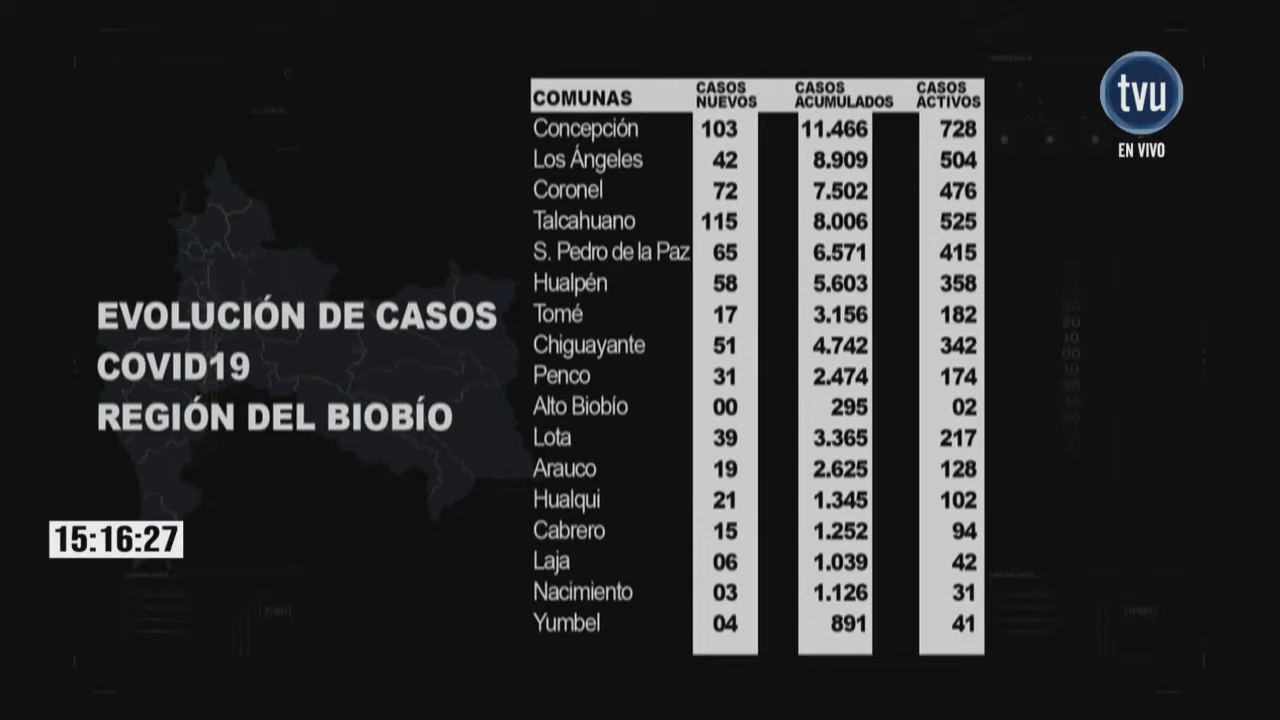 tvu
EN VIVO
EVOLUCIÓN DE CASOS
COVID19
REGIÓN DEL BIOBÍO
15:16:27
COMUNAS CASOS NUEVOS CASOS ACUMULADOS CASOS ACTIVOS
Concepción 103 11.466 728
Los Ángeles 42 8.909 504
Coronel 72 7.502 476
Talcahuano 115 8.006 525
S. Pedro de la Paz 65 6.571 415
Hualpén 58 5.603 358
Tomé 17 3.156 182
Chiguayante 51 4.742 342
Penco 31 2.474 174
Alto Biobío 00 295 02
Lota 39 3.365 217
Arauco 19 2.625 128
Hualqui 21 1.345 102
Cabrero 15 1.252 94
Laja 06 1.039 42
Nacimiento 03 1.126 31
Yumbel 04 891 41